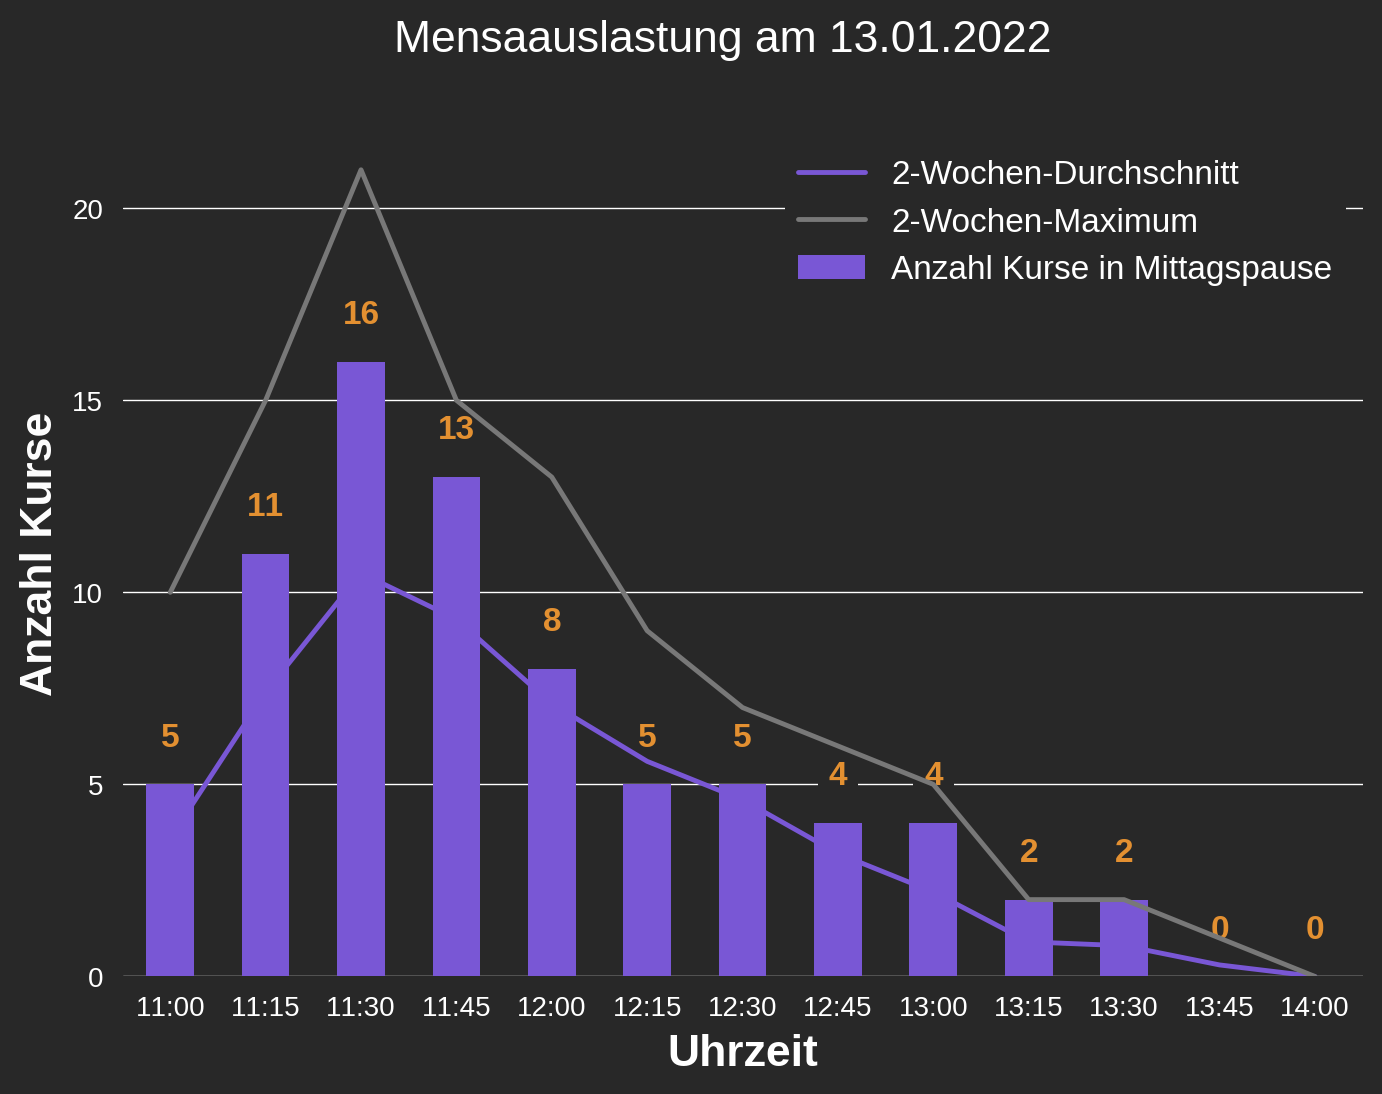 Mensaauslastung am 13.01.2022
2-Wochen-Durchschnitt
2-Wochen-Maximum
Anzahl Kurse in Mittagspause
Anzahl Kurse
20
15
10
5
0
5
11
16
13
8
5
5
4
4
2
2
0
0
11:00 11:15 11:30 11:45 12:00 12:15 12:30 12:45 13:00 13:15 13:30 13:45 14:00
Uhrzeit